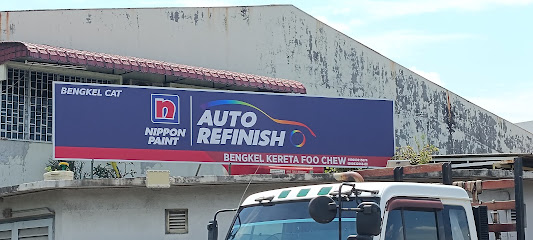 BENGKEL CAT
n
NIPPON
PAINT
AUTO
REFINISH
BENGKEL KERETA FOO CHEW